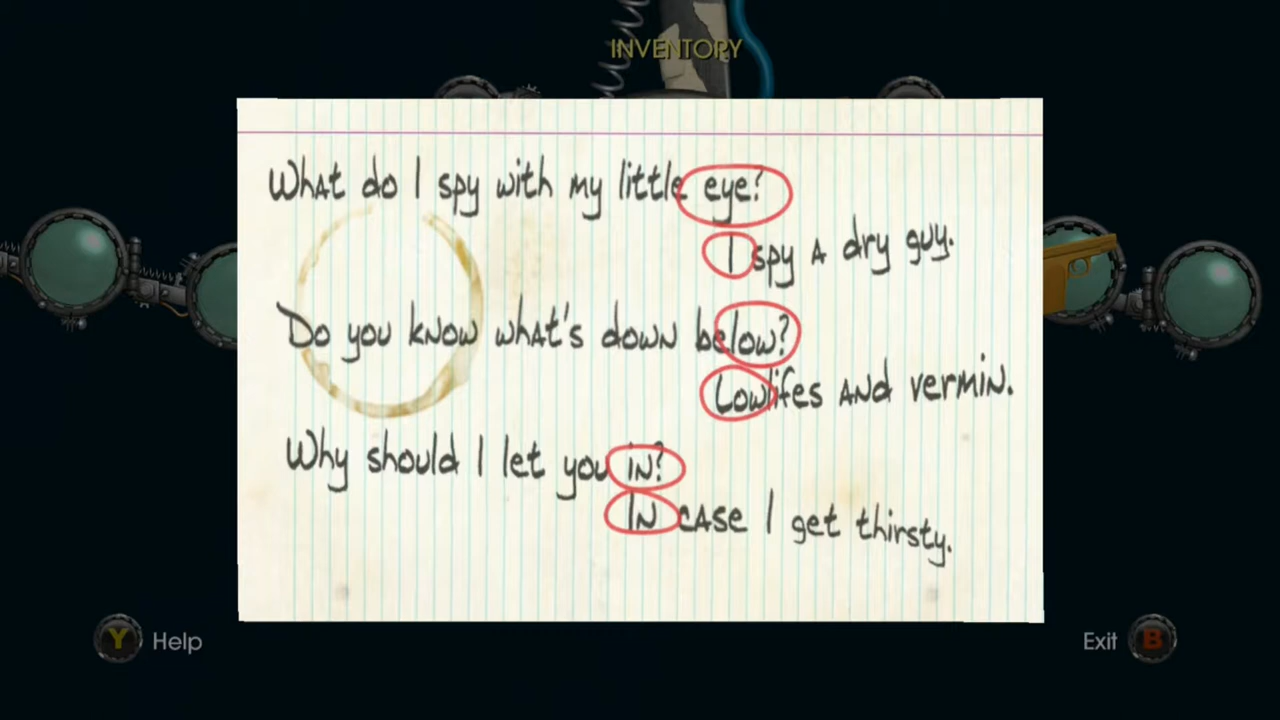 INVENTORY
What do I spy with my little eye?
I spy a dry guy.
Do you know what's down below?
Lowlifes and vermin.
Why should I let you in?
In case I get thirsty.
Y Help
Exit B